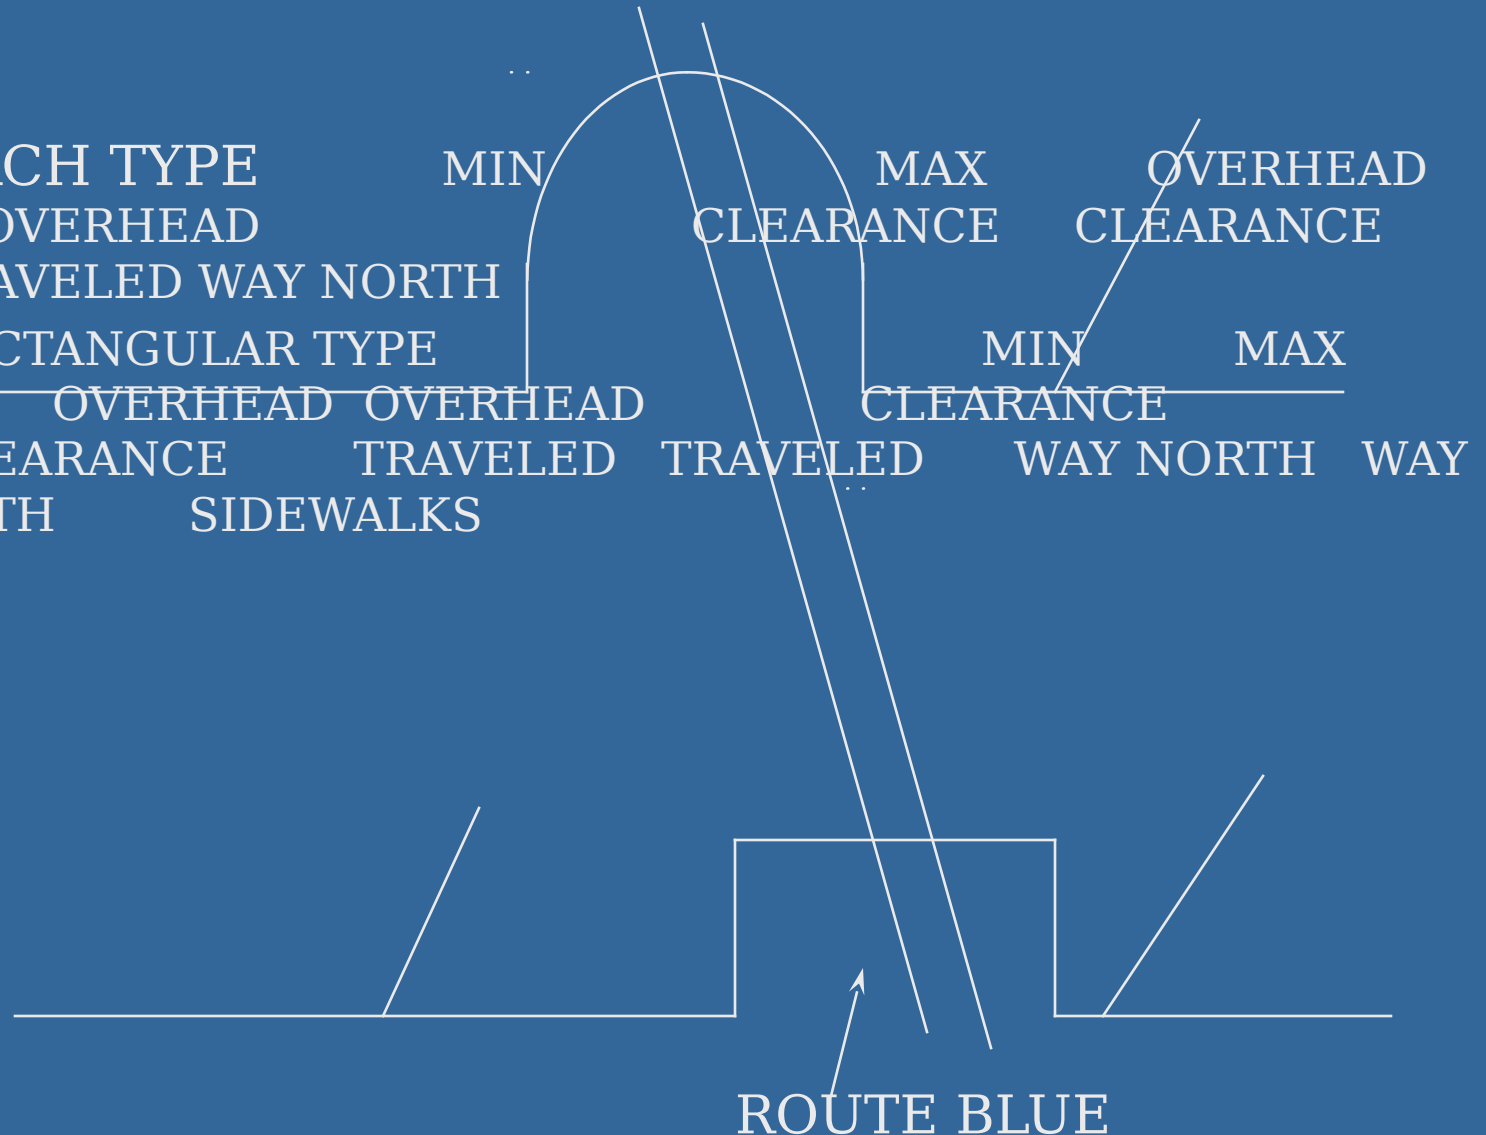 CH TYPE MIN MAX OVERHEAD
OVERHEAD CLEARANCE CLEARANCE
AVELED WAY NORTH
CTANGULAR TYPE MIN MAX
OVERHEAD OVERHEAD CLEARANCE
EARANCE TRAVELED TRAVELED WAY NORTH WAY
TH SIDEWALKS
ROUTE BLUE